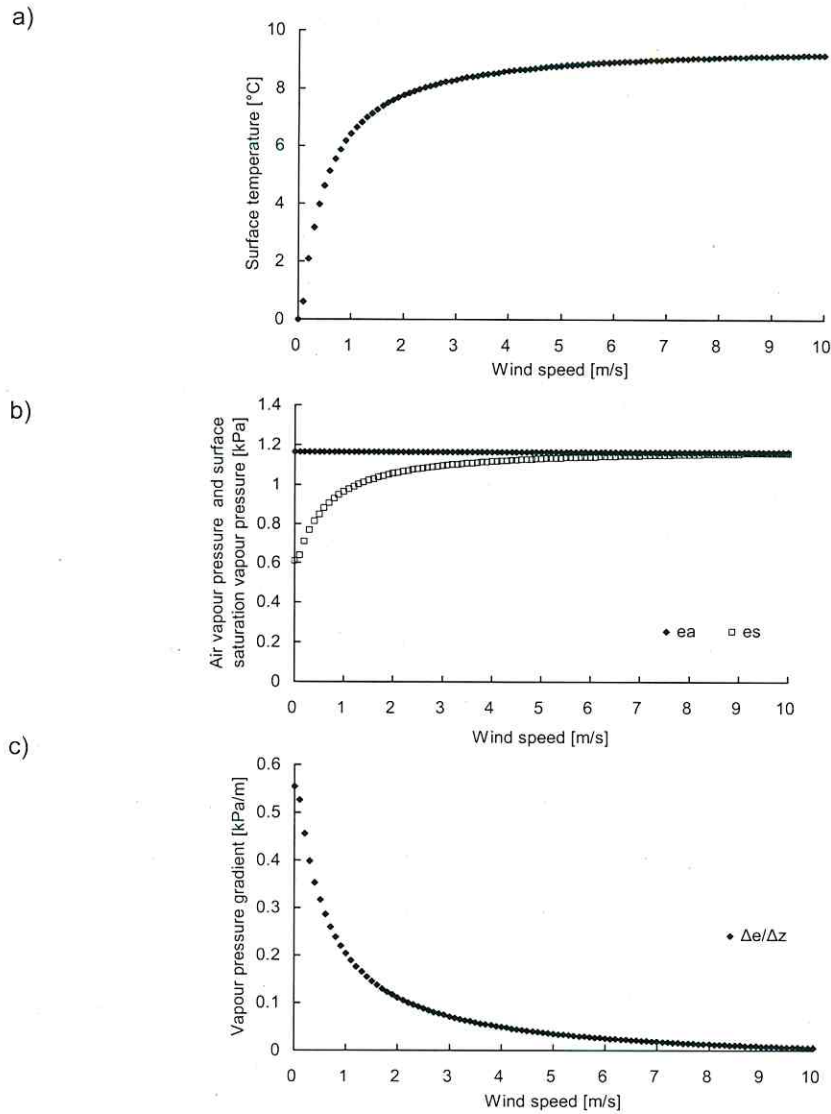 a)
10
8
6
4
2
0
Surface temperature [°C]
0 1 2 3 4 5 6 7 8 9 10
Wind speed [m/s]
b)
1.4
1.2
1
0.8
0.6
0.4
0.2
0
Air vapour pressure and surface
saturation vapour pressure [kPa]
ea es
0 1 2 3 4 5 6 7 8 9 10
Wind speed [m/s]
c)
0.6
0.5
0.4
0.3
0.2
0.1
0
Vapour pressure gradient [kPa/m]
Δe/Δz
0 1 2 3 4 5 6 7 8 9 10
Wind speed [m/s]